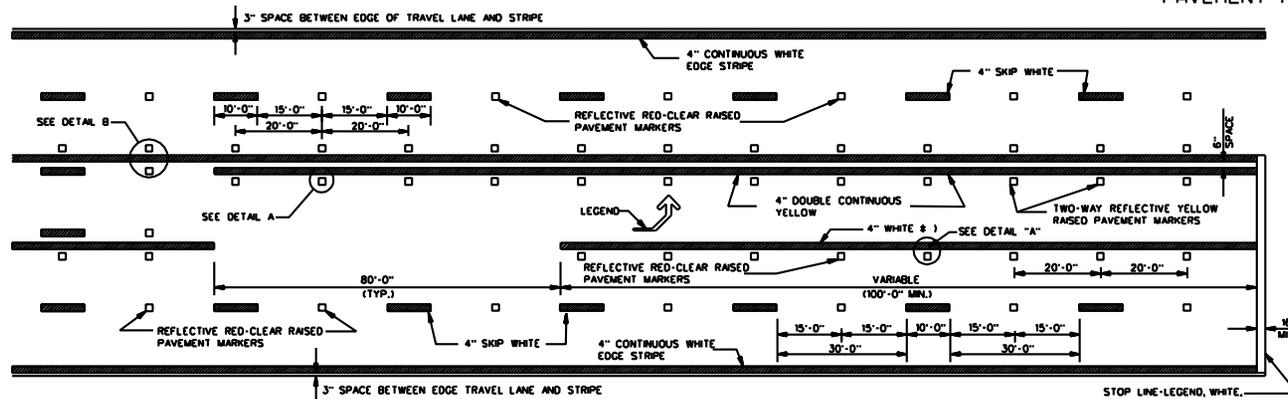 3" SPACE BETWEEN EDGE OF TRAVEL LANE AND STRIPE
4" CONTINUOUS WHITE
EDGE STRIPE
4" SKIP WHITE
10'-0" 15'-0" 15'-0" 10'-0"
20'-0" 20'-0"
SEE DETAIL B
REFLECTIVE RED-CLEAR RAISED
PAVEMENT MARKERS
6"
SPACE
SEE DETAIL A
LEGEND
4" DOUBLE CONTINUOUS
YELLOW
TWO-WAY REFLECTIVE YELLOW
RAISED PAVEMENT MARKERS
4" WHITE
SEE DETAIL "A"
REFLECTIVE RED-CLEAR RAISED
PAVEMENT MARKERS
20'-0" 20'-0"
80'-0"
(TYP.)
VARIABLE
(100'-0" MIN.)
REFLECTIVE RED-CLEAR RAISED
PAVEMENT MARKERS
4" SKIP WHITE
4" CONTINUOUS WHITE
EDGE STRIPE
15'-0" 15'-0" 10'-0" 15'-0" 15'-0"
30'-0" 30'-0"
3" SPACE BETWEEN EDGE TRAVEL LANE AND STRIPE
STOP LINE-LEGEND, WHITE,